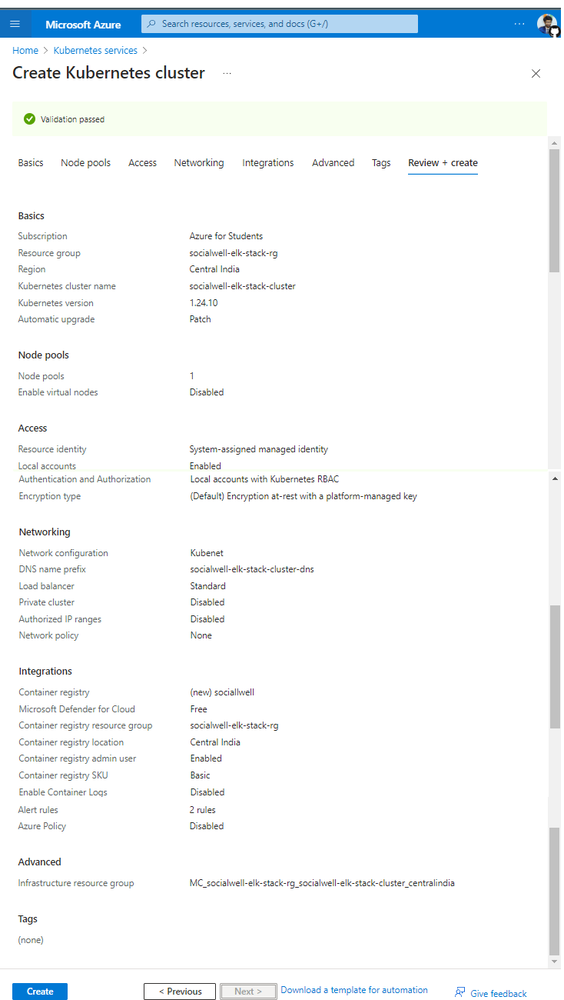 Microsoft Azure
Search resources, services, and docs (G+/)
...
Home > Kubernetes services >
Create Kubernetes cluster ...
Validation passed
Basics Node pools Access Networking Integrations Advanced Tags Review + create
Basics
Subscription Azure for Students
Resource group socialwell-elk-stack-rg
Region Central India
Kubernetes cluster name socialwell-elk-stack-cluster
Kubernetes version 1.24.10
Automatic upgrade Patch
Node pools
Node pools 1
Enable virtual nodes Disabled
Access
Resource identity System-assigned managed identity
Local accounts Enabled
Authentication and Authorization Local accounts with Kubernetes RBAC
Encryption type (Default) Encryption at-rest with a platform-managed key
Networking
Network configuration Kubenet
DNS name prefix socialwell-elk-stack-cluster-dns
Load balancer Standard
Private cluster Disabled
Authorized IP ranges Disabled
Network policy None
Integrations
Container registry (new) sociallwell
Microsoft Defender for Cloud Free
Container registry resource group socialwell-elk-stack-rg
Container registry location Central India
Container registry admin user Enabled
Container registry SKU Basic
Enable Container Logs Disabled
Alert rules 2 rules
Azure Policy Disabled
Advanced
Infrastructure resource group MC_socialwell-elk-stack-rg_socialwell-elk-stack-cluster_centralindia
Tags
(none)
Create < Previous Next > Download a template for automation Give feedback